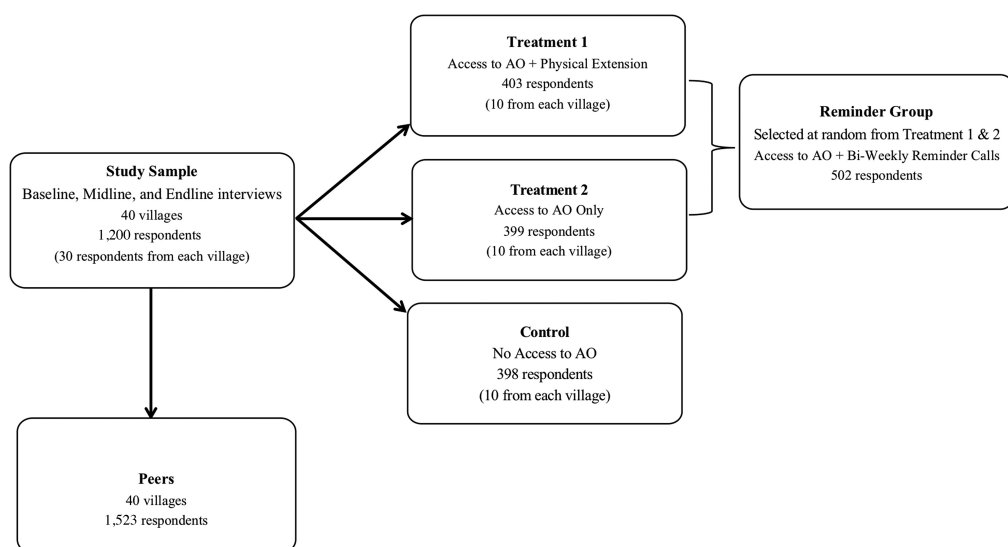 Treatment 1
Access to AO + Physical Extension
403 respondents
(10 from each village)
Reminder Group
Selected at random from Treatment 1 & 2
Access to AO + Bi-Weekly Reminder Calls
502 respondents
Study Sample
Baseline, Midline, and Endline interviews
40 villages
1,200 respondents
(30 respondents from each village)
Treatment 2
Access to AO Only
399 respondents
(10 from each village)
Control
No Access to AO
398 respondents
(10 from each village)
Peers
40 villages
1,523 respondents